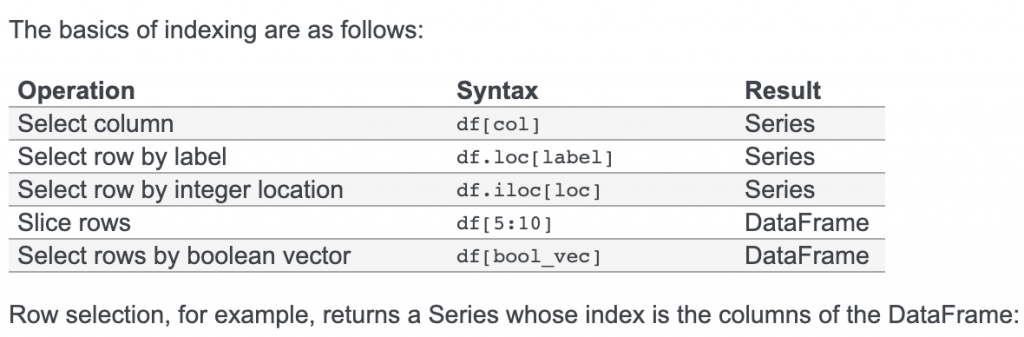 The basics of indexing are as follows:
Operation Syntax Result
Select column df[col] Series
Select row by label df.loc[label] Series
Select row by integer location df.iloc[loc] Series
Slice rows df[5:10] DataFrame
Select rows by boolean vector df[bool_vec] DataFrame
Row selection, for example, returns a Series whose index is the columns of the DataFrame: